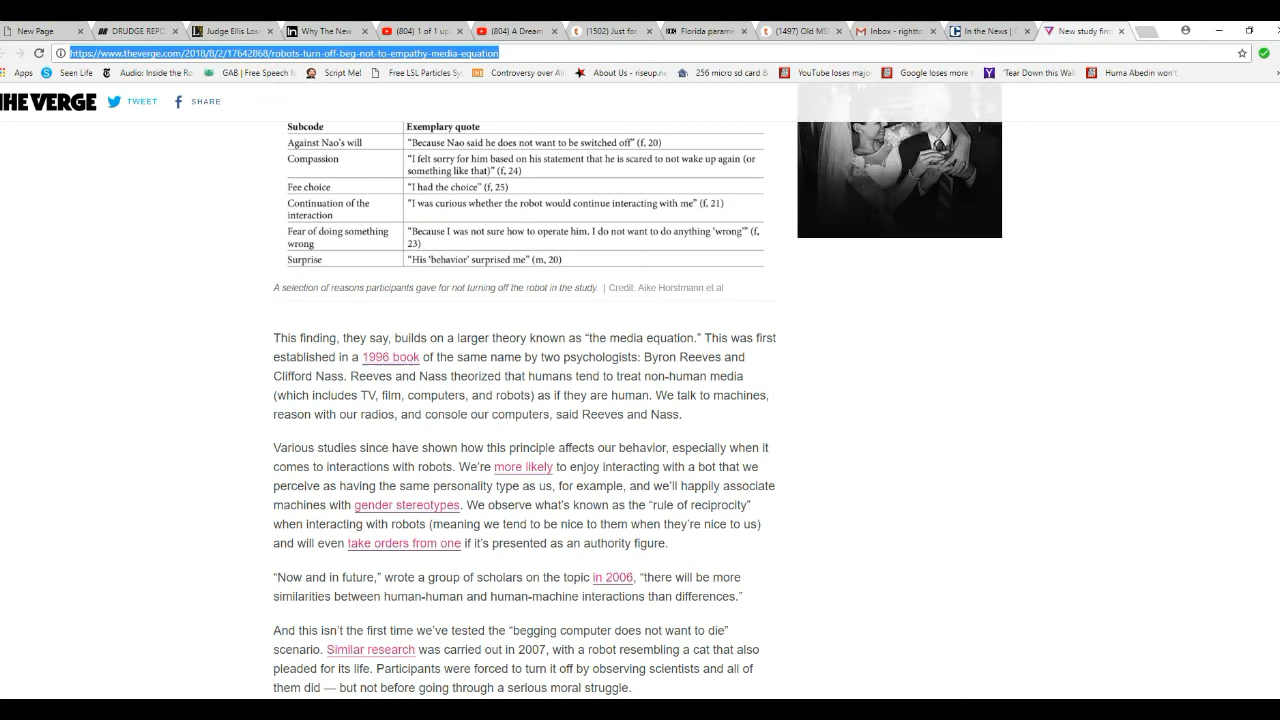 New Page
DRUDGE REPO
Judge Ellis Lose
Why The New
(804) 1 of 1 up
(804) A Dream
(1502) Just for
Florida parame
(1497) Old MSI
Inbox - rightto
In the News | C
New study find
https://www.theverge.com/2018/8/2/17642868/robots-turn-off-beg-not-to-empathy-media-equation
Apps
Seen Life
Audio: Inside the Ro
GAB | Free Speech fo
Script Me!
Free LSL Particles Sy
Controversy over Ali
About Us - riseup.ne
256 micro sd card &
YouTube loses major
Google loses more t
'Tear Down this Wal
Huma Abedin won't
THE VERGE
TWEET
SHARE
Subcode Exemplary quote
Against Nao's will "Because Nao said he does not want to be switched off" (f, 20)
Compassion "I felt sorry for him based on his statement that he is scared to not wake up again (or
something like that)" (f, 24)
Fee choice "I had the choice" (f, 25)
Continuation of the "I was curious whether the robot would continue interacting with me" (f, 21)
interaction
Fear of doing something "Because I was not sure how to operate him. I do not want to do anything 'wrong'" (f,
wrong 23)
Surprise "His 'behavior' surprised me" (m, 20)
A selection of reasons participants gave for not turning off the robot in the study. | Credit: Aike Horstmann et al
This finding, they say, builds on a larger theory known as “the media equation.” This was first
established in a 1996 book of the same name by two psychologists: Byron Reeves and
Clifford Nass. Reeves and Nass theorized that humans tend to treat non-human media
(which includes TV, film, computers, and robots) as if they are human. We talk to machines,
reason with our radios, and console our computers, said Reeves and Nass.
Various studies since have shown how this principle affects our behavior, especially when it
comes to interactions with robots. We’re more likely to enjoy interacting with a bot that we
perceive as having the same personality type as us, for example, and we’ll happily associate
machines with gender stereotypes. We observe what’s known as the “rule of reciprocity”
when interacting with robots (meaning we tend to be nice to them when they’re nice to us)
and will even take orders from one if it’s presented as an authority figure.
“Now and in future,” wrote a group of scholars on the topic in 2006, “there will be more
similarities between human-human and human-machine interactions than differences.”
And this isn’t the first time we’ve tested the “begging computer does not want to die”
scenario. Similar research was carried out in 2007, with a robot resembling a cat that also
pleaded for its life. Participants were forced to turn it off by observing scientists and all of
them did — but not before going through a serious moral struggle.